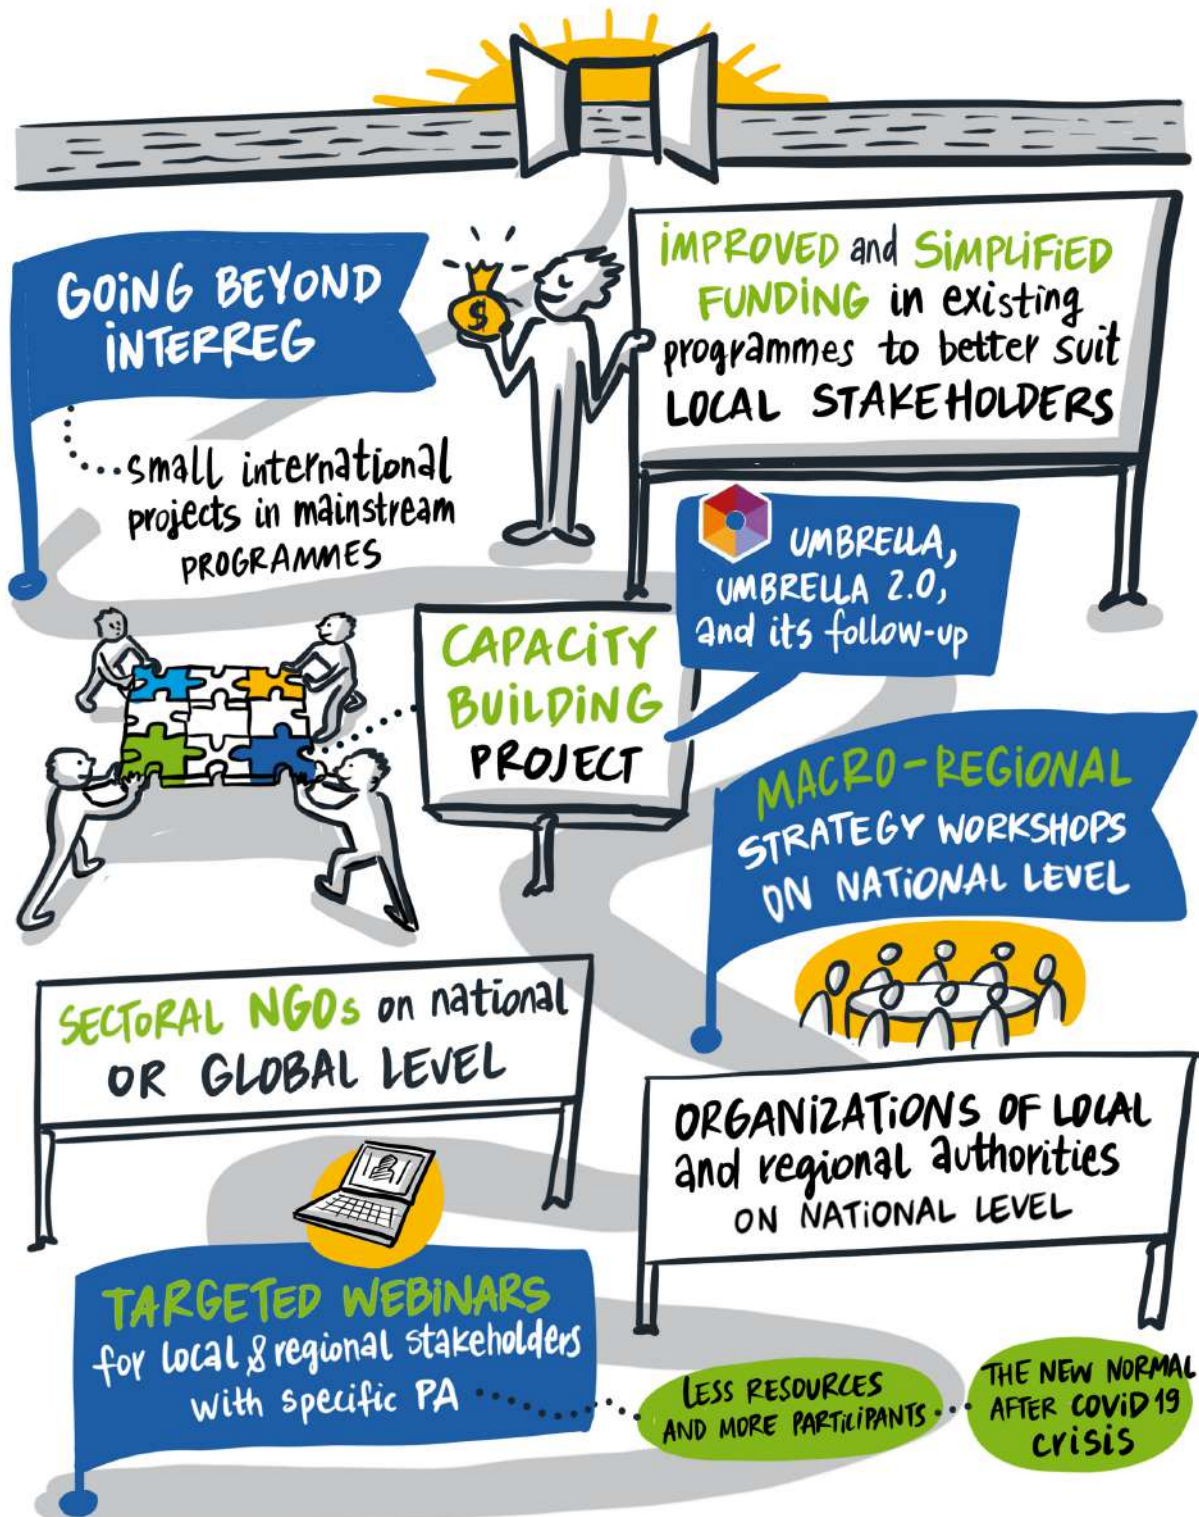 GOING BEYOND
INTERREG
small international
projects in mainstream
PROGRAMMES
$
IMPROVED and SIMPLIFIED
FUNDING in existing
programmes to better suit
LOCAL STAKEHOLDERS
UMBRELLA,
UMBRELLA 2.0,
and its follow-up
CAPACITY
BUILDING
PROJECT
MACRO-REGIONAL
STRATEGY WORKSHOPS
ON NATIONAL LEVEL
SECTORAL NGOs on national
OR GLOBAL LEVEL
ORGANIZATIONS OF LOCAL
and regional authorities
ON NATIONAL LEVEL
TARGETED WEBINARS
for local & regional stakeholders
with specific PA
LESS RESOURCES
AND MORE PARTICIPANTS
THE NEW NORMAL
AFTER COVID 19
crisis